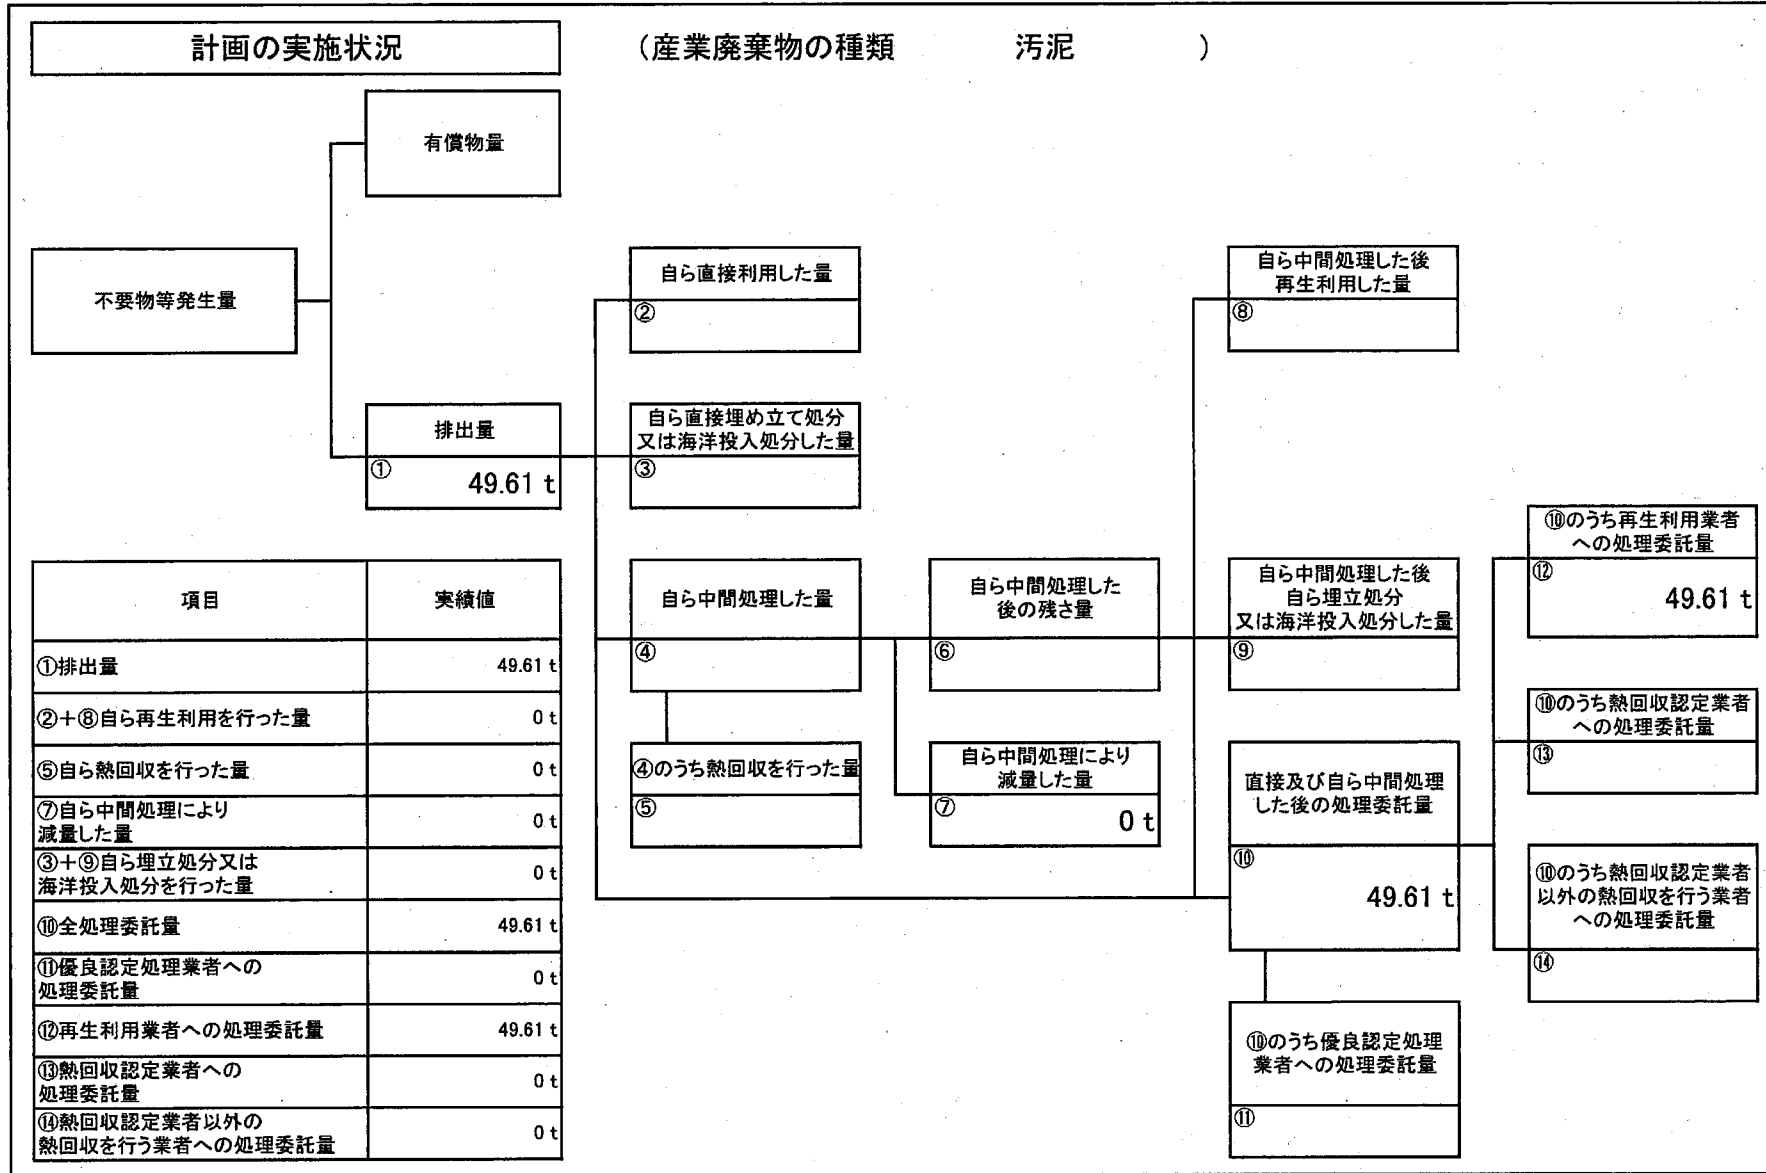 計画の実施状況
（産業廃棄物の種類　汚泥　）
有償物量
不要物等発生量
排出量
①
49.61 t
自ら直接利用した量
②
自ら直接埋め立て処分
又は海洋投入処分した量
③
自ら中間処理した量
④
④のうち熱回収を行った量
⑤
自ら中間処理した
後の残さ量
⑥
自ら中間処理により
減量した量
⑦
0 t
自ら中間処理した後
再生利用した量
⑧
自ら中間処理した後
自ら埋立処分
又は海洋投入処分した量
⑨
直接及び自ら中間処理
した後の処理委託量
⑩
49.61 t
⑩のうち優良認定処理
業者への処理委託量
⑪
⑩のうち再生利用業者
への処理委託量
⑫
49.61 t
⑩のうち熱回収認定業者
への処理委託量
⑬
⑩のうち熱回収認定業者
以外の熱回収を行う業者
への処理委託量
⑭
項目 実績値
①排出量 49.61 t
②＋⑧自ら再生利用を行った量 0 t
⑤自ら熱回収を行った量 0 t
⑦自ら中間処理により
減量した量 0 t
③＋⑨自ら埋立処分又は
海洋投入処分を行った量 0 t
⑩全処理委託量 49.61 t
⑪優良認定処理業者への
処理委託量 0 t
⑫再生利用業者への処理委託量 49.61 t
⑬熱回収認定業者への
処理委託量 0 t
⑭熱回収認定業者以外の
熱回収を行う業者への処理委託量 0 t